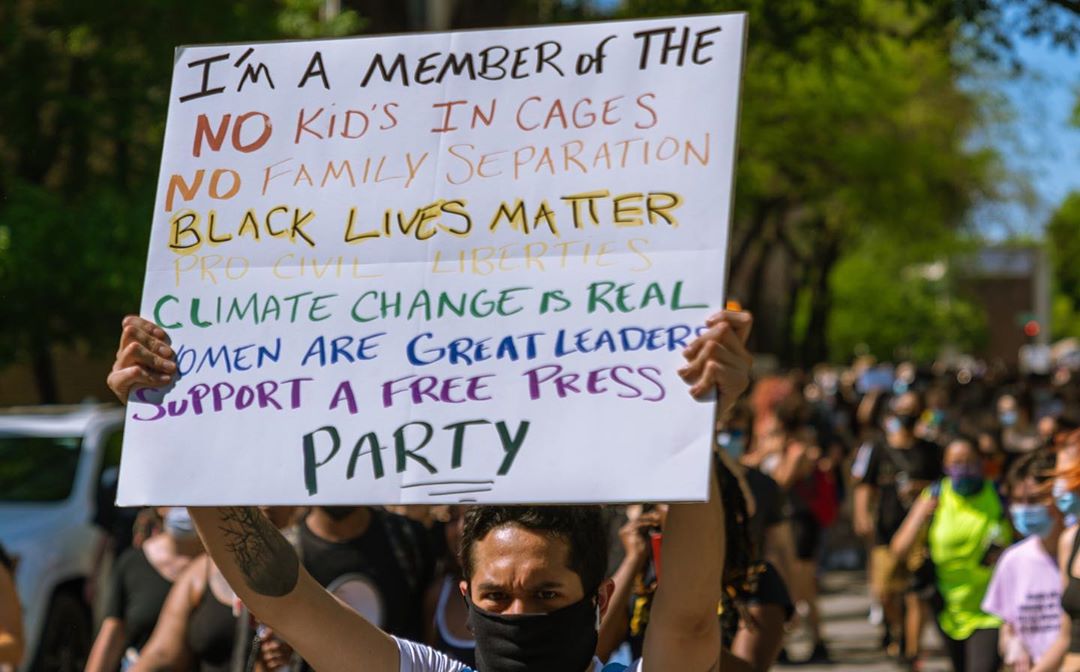 I'M A MEMBER of THE
NO KID'S IN CAGES
NO FAMILY SEPARATION
BLACK LIVES MATTER
PRO CIVIL LIBERTIES
CLIMATE CHANGE IS REAL
WOMEN ARE GREAT LEADERS
SUPPORT A FREE PRESS
PARTY